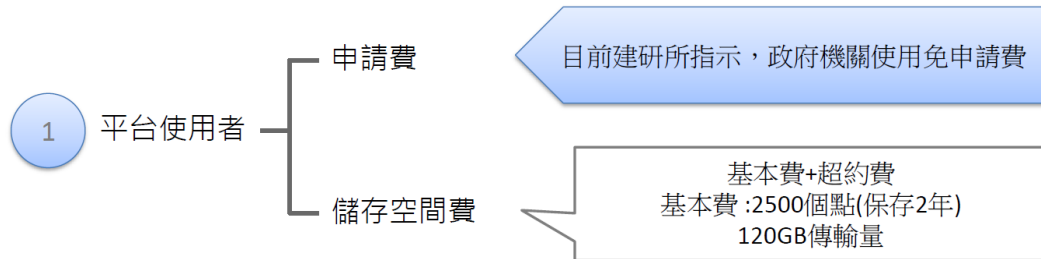 1
平台使用者
申請費
目前建研所指示，政府機關使用免申請費
儲存空間費
基本費+超約費
基本費 :2500個點(保存2年)
120GB傳輸量